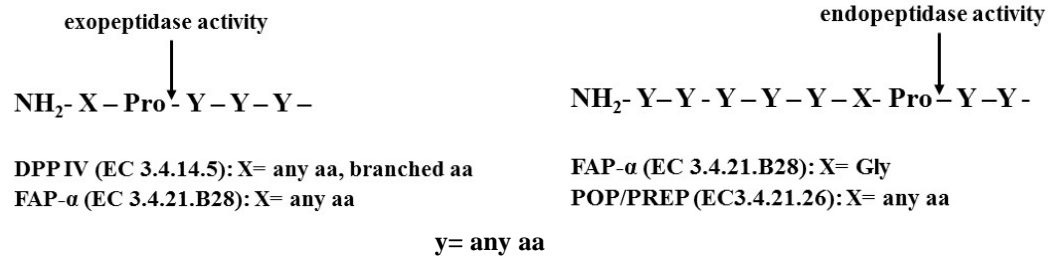 exopeptidase activity
NH2- X – Pro - Y – Y – Y –
DPP IV (EC 3.4.14.5): X= any aa, branched aa
FAP-α (EC 3.4.21.B28): X= any aa
endopeptidase activity
NH2- Y– Y - Y – Y – Y – X- Pro – Y –Y -
FAP-α (EC 3.4.21.B28): X= Gly
POP/PREP (EC3.4.21.26): X= any aa
y= any aa